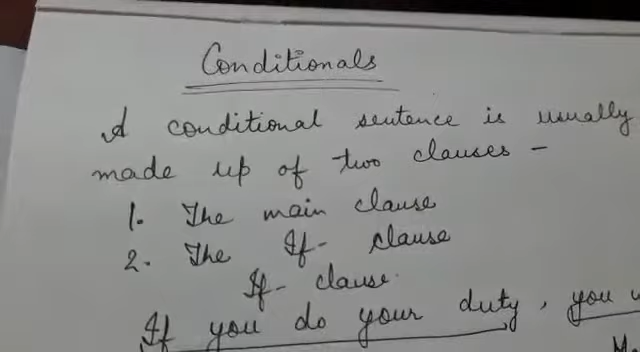 Conditionals
A conditional sentence is usually
made up of two clauses -
1. The main clause
2. The If- clause
If- clause.
If you do your duty, you
M.